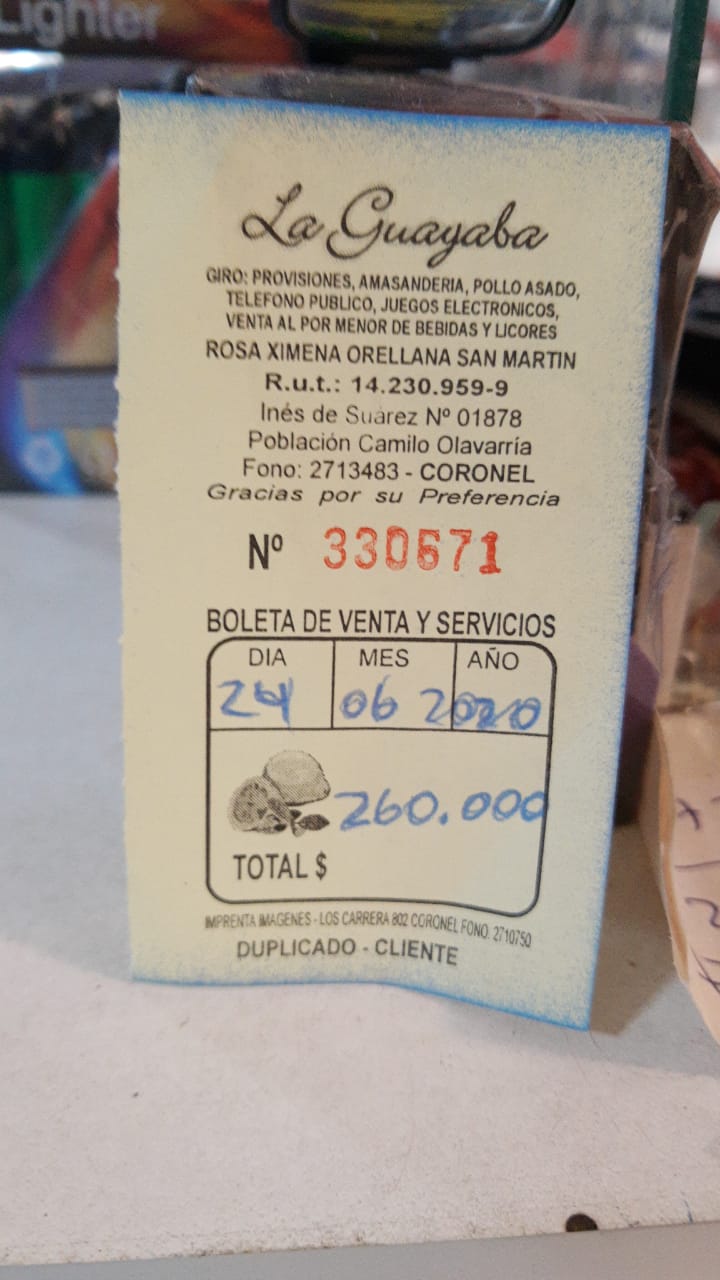 Lighter
La Guayaba
GIRO: PROVISIONES, AMASANDERIA, POLLO ASADO,
TELEFONO PUBLICO, JUEGOS ELECTRONICOS,
VENTA AL POR MENOR DE BEBIDAS Y LICORES
ROSA XIMENA ORELLANA SAN MARTIN
R.u.t.: 14.230.959-9
Inés de Suárez Nº 01878
Población Camilo Olavarría
Fono: 2713483 - CORONEL
Gracias por su Preferencia
Nº 330671
BOLETA DE VENTA Y SERVICIOS
DIA MES AÑO
24 06 2020
260.000
TOTAL $
IMPRENTA IMAGENES - LOS CARRERA 802 CORONEL FONO. 2710750
DUPLICADO - CLIENTE